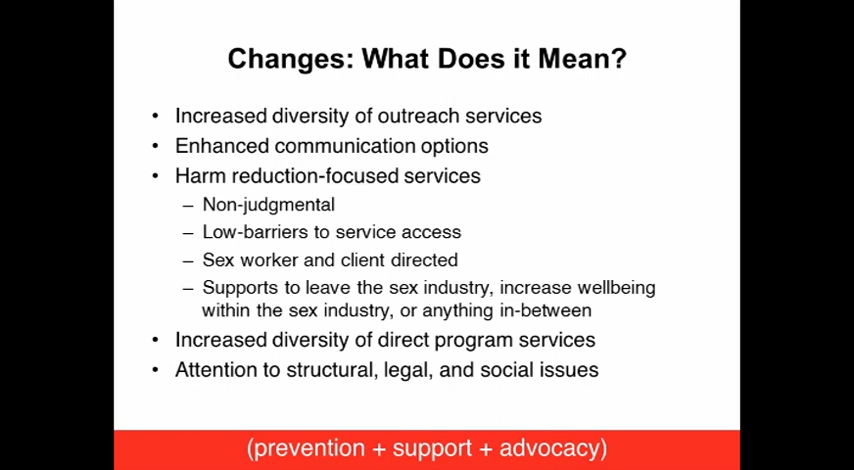 Changes: What Does it Mean?
• Increased diversity of outreach services
• Enhanced communication options
• Harm reduction-focused services
– Non-judgmental
– Low-barriers to service access
– Sex worker and client directed
– Supports to leave the sex industry, increase wellbeing
within the sex industry, or anything in-between
• Increased diversity of direct program services
• Attention to structural, legal, and social issues
(prevention + support + advocacy)